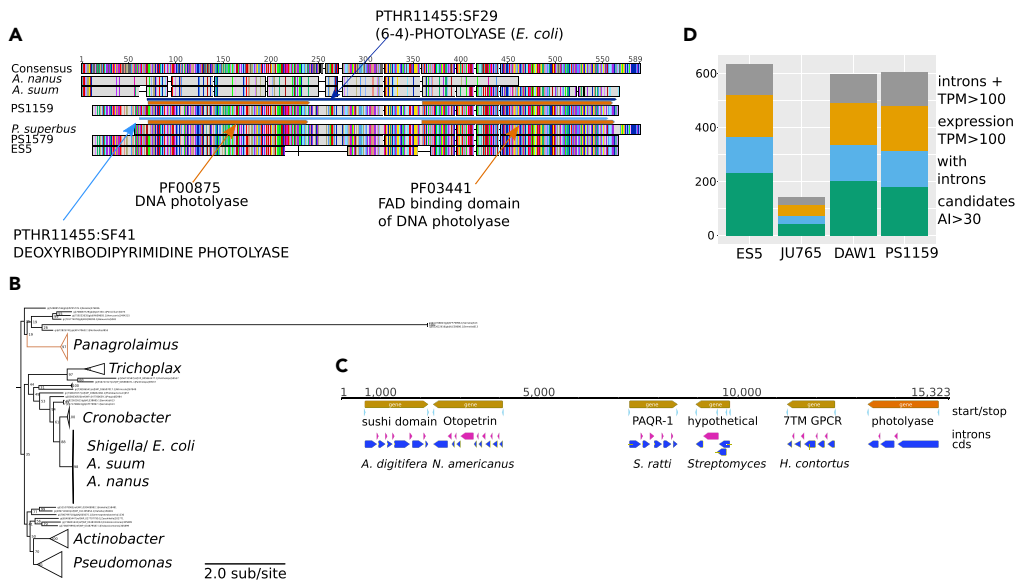 A
PTHR11455:SF29
(6-4)-PHOTOLYASE (E. coli)
1 50 100 150 200 250 300 350 400 450 500 550 589
Consensus
A. nanus
A. suum
PS1159
P. superbus
PS1579
ES5
PF00875
DNA photolyase
PF03441
FAD binding domain
of DNA photolyase
PTHR11455:SF41
DEOXYRIBODIPYRIMIDINE PHOTOLYASE
D
600
400
200
0
introns +
TPM>100
expression
TPM>100
with
introns
candidates
AI>30
ES5 JU765 DAW1 PS1159
B
Panagrolaimus
Trichoplax
Cronobacter
Shigella/ E. coli
A. suum
A. nanus
Actinobacter
Pseudomonas
2.0 sub/site
C
1 1,000 5,000 10,000 15,323
gene gene gene gene gene gene
start/stop
sushi domain Otopetrin PAQR-1 hypothetical 7TM GPCR photolyase
introns
cds
A. digitifera N. americanus S. ratti Streptomyces H. contortus